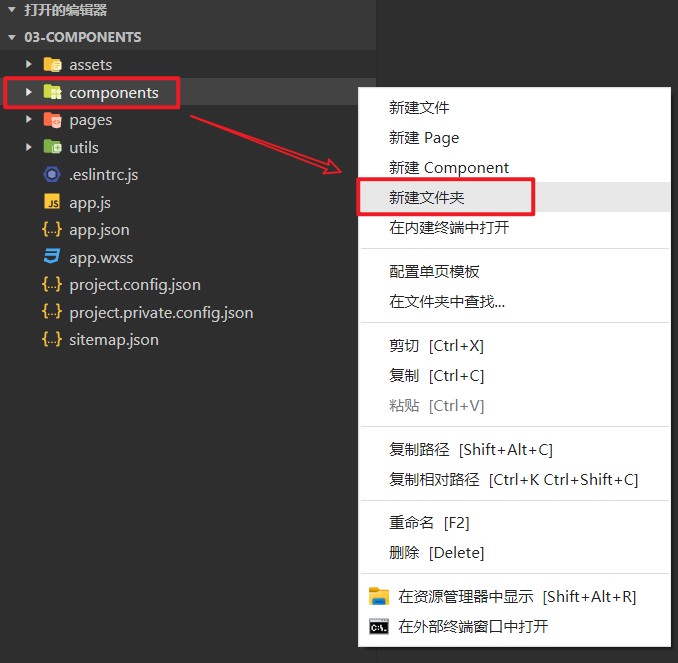 打开的编辑器
03-COMPONENTS
assets
components
pages
utils
.eslintrc.js
JS app.js
{..} app.json
app.wxss
{..} project.config.json
{..} project.private.config.json
{..} sitemap.json
新建文件
新建 Page
新建 Component
新建文件夹
在内建终端中打开
配置单页模板
在文件夹中查找...
剪切 [Ctrl+X]
复制 [Ctrl+C]
粘贴 [Ctrl+V]
复制路径 [Shift+Alt+C]
复制相对路径 [Ctrl+K Ctrl+Shift+C]
重命名 [F2]
删除 [Delete]
在资源管理器中显示 [Shift+Alt+R]
C:\. 在外部终端窗口中打开